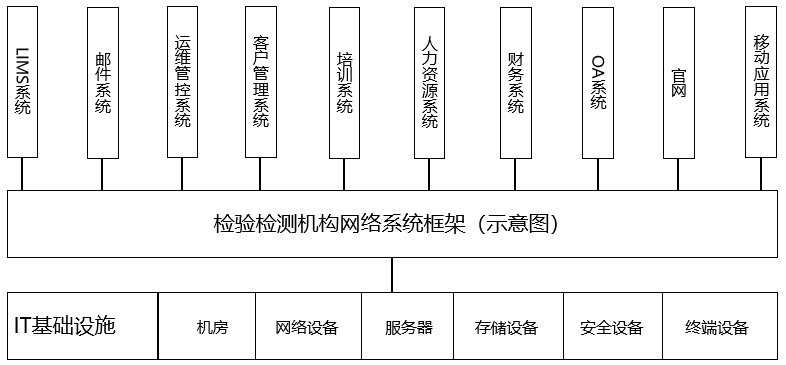 LIMS系统
邮件系统
运维管控系统
客户管理系统
培训系统
人力资源系统
财务系统
OA系统
官网
移动应用系统
检验检测机构网络系统框架（示意图）
IT基础设施
机房
网络设备
服务器
存储设备
安全设备
终端设备